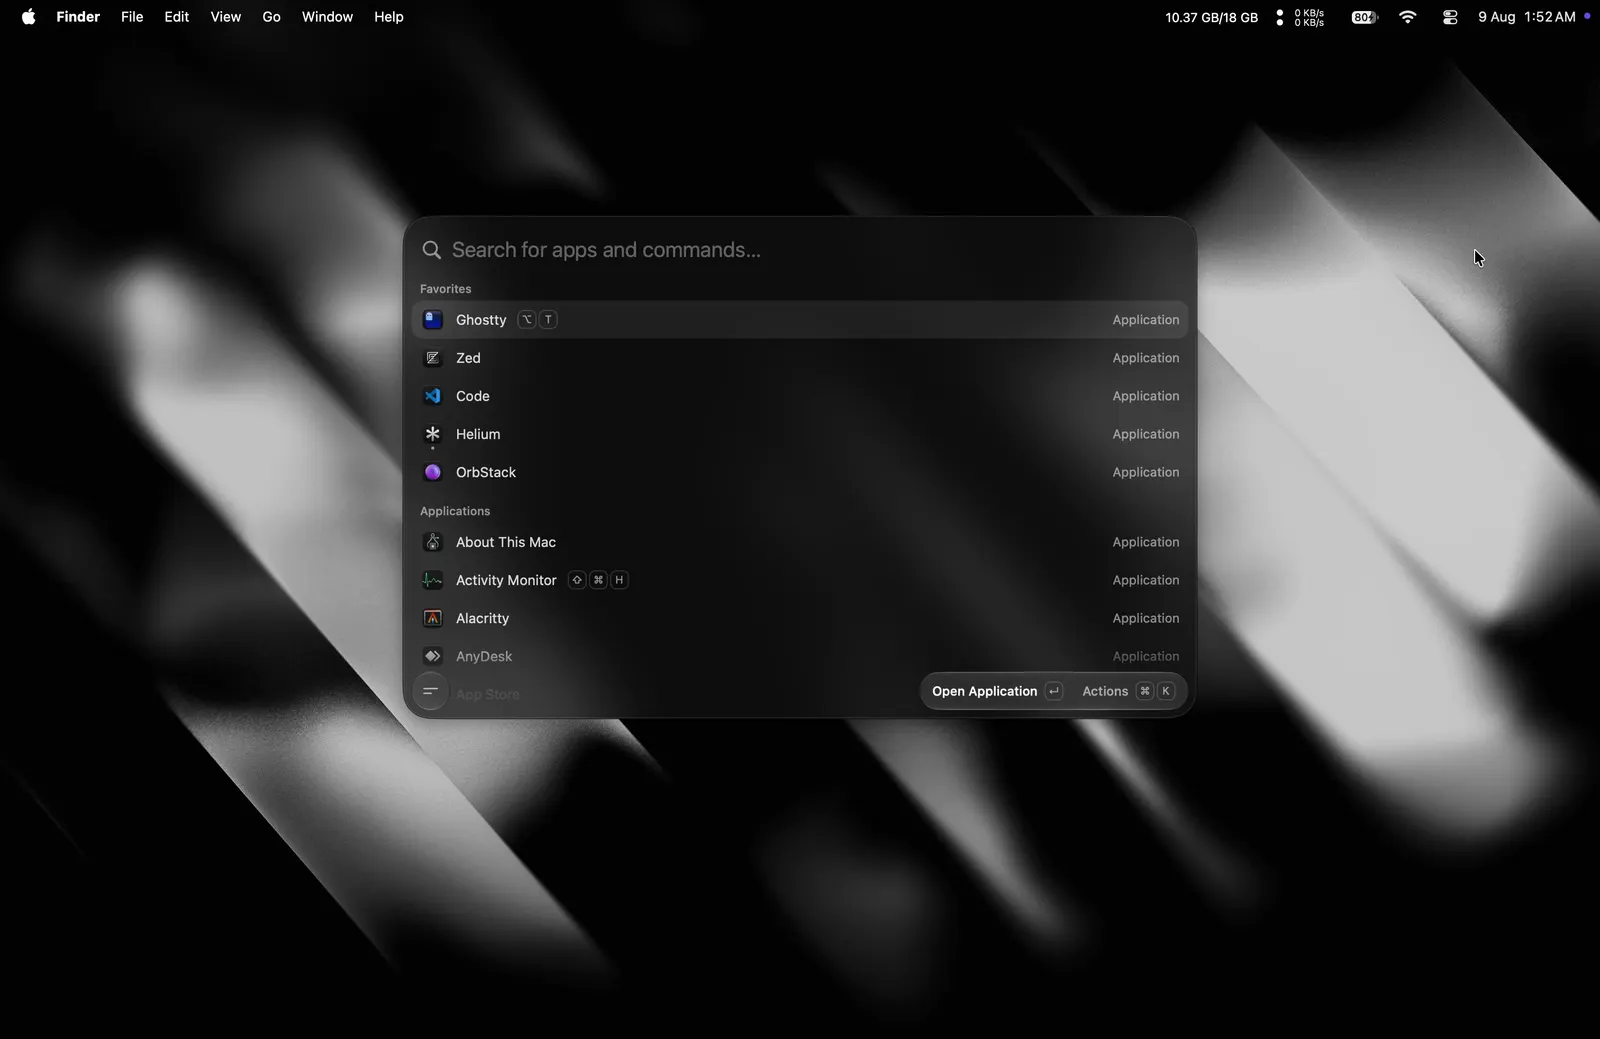 Finder File Edit View Go Window Help 10.37 GB/18 GB 0 KB/s 0 KB/s 80 9 Aug 1:52 AM
Search for apps and commands...
Favorites
Ghostty ⌥ T Application
Zed Application
Code Application
Helium Application
OrbStack Application
Applications
About This Mac Application
Activity Monitor ⇧ ⌘ H Application
Alacritty Application
AnyDesk Application
App Store
Open Application ↵ Actions ⌘ K